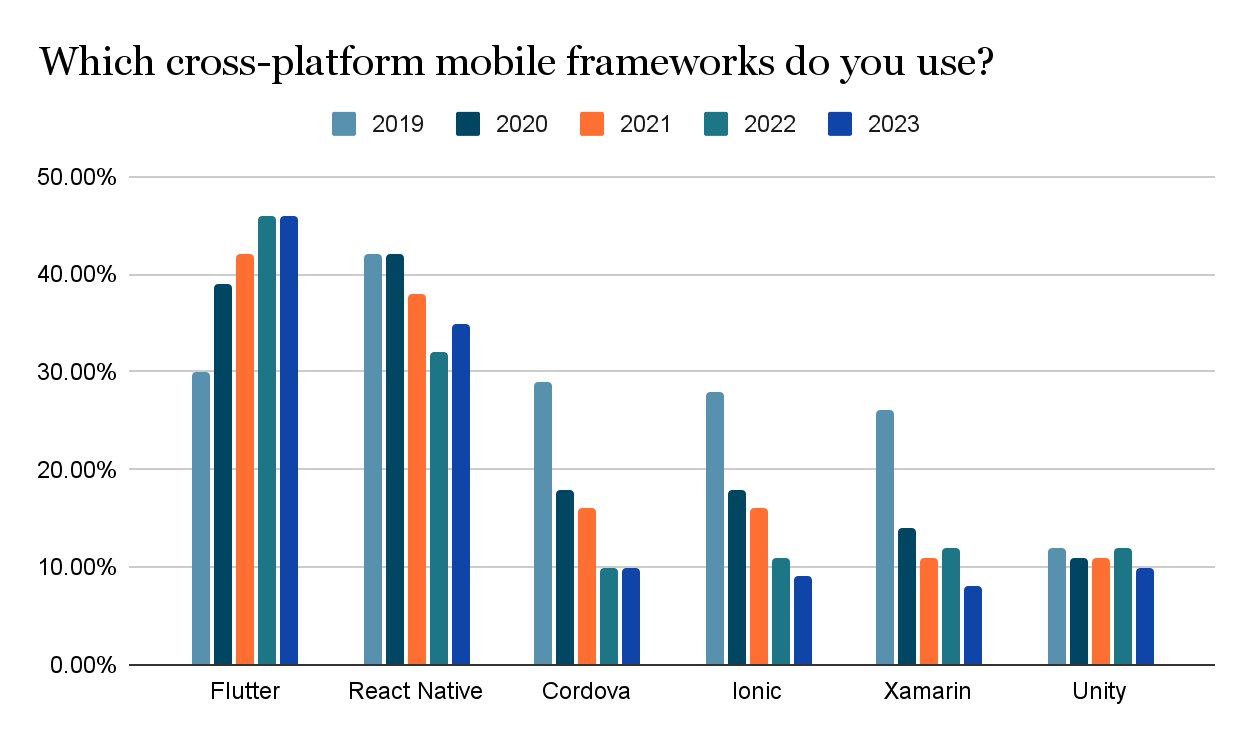 Which cross-platform mobile frameworks do you use?
2019 2020 2021 2022 2023
50.00%
40.00%
30.00%
20.00%
10.00%
0.00%
Flutter React Native Cordova Ionic Xamarin Unity